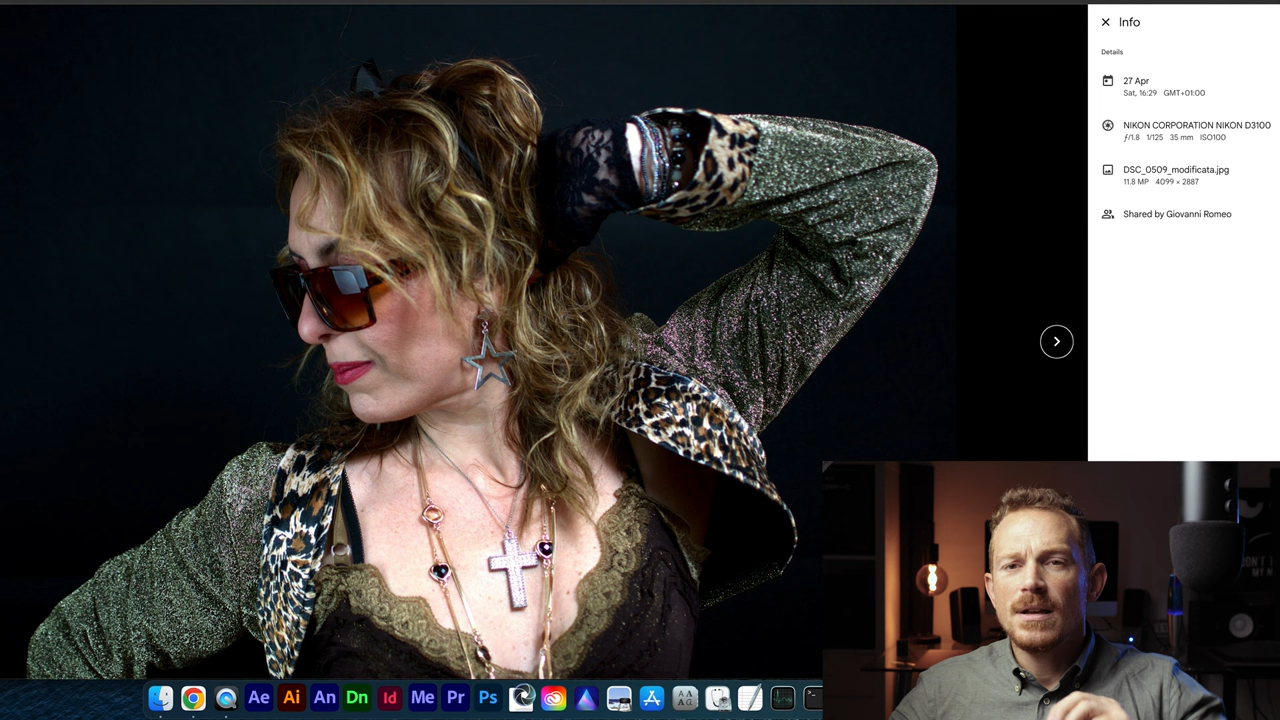 Info
Details
27 Apr
Sat, 16:29 GMT+01:00
NIKON CORPORATION NIKON D3100
ƒ/1.8 1/125 35 mm ISO100
DSC_0509_modificata.jpg
11.8 MP 4099 × 2887
Shared by Giovanni Romeo
Ae Ai An Dn Id Me Pr Ps